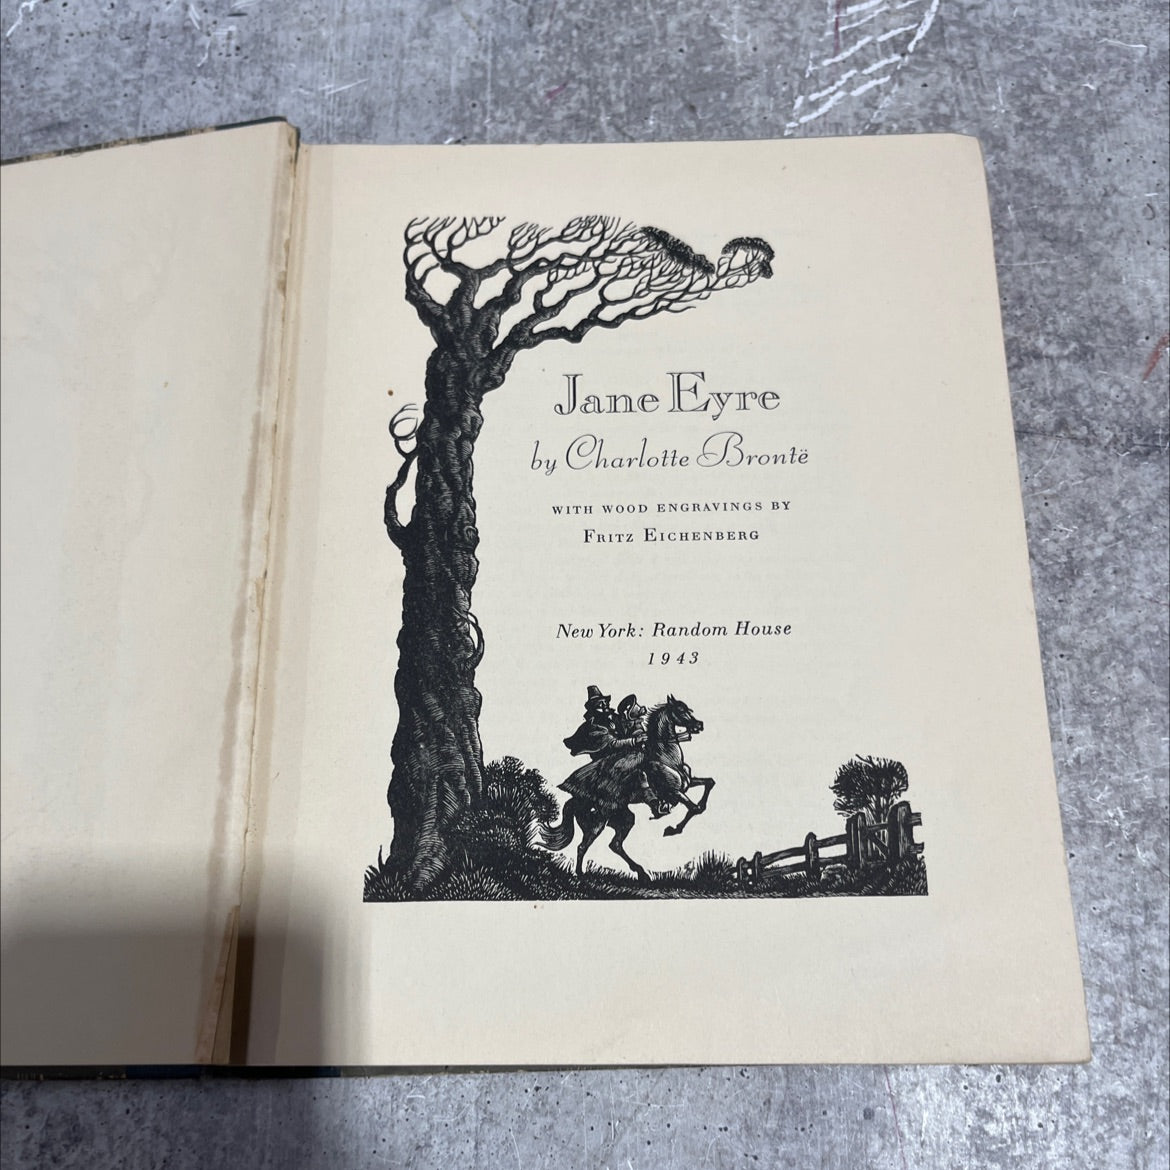 Jane Eyre
by Charlotte Brontë
WITH WOOD ENGRAVINGS BY
FRITZ EICHENBERG
New York: Random House
1943